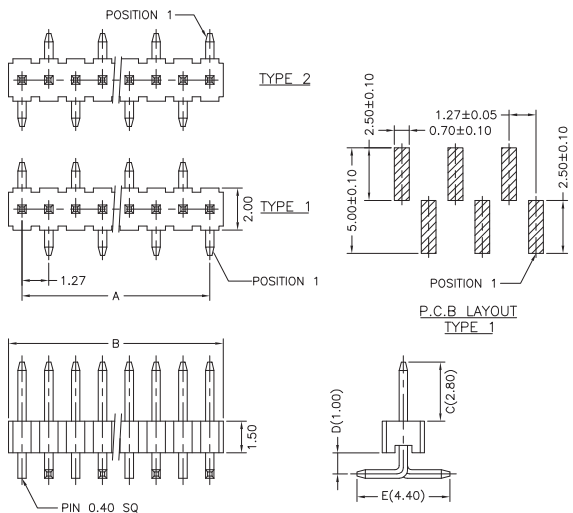 POSITION 1
TYPE 2
1.27±0.05
0.70±0.10
2.50±0.10
5.00±0.10
2.50±0.10
2.00
TYPE 1
POSITION 1
1.27
A
POSITION 1
P.C.B LAYOUT
TYPE 1
B
1.50
PIN 0.40 SQ
C(2.80)
D(1.00)
E(4.40)